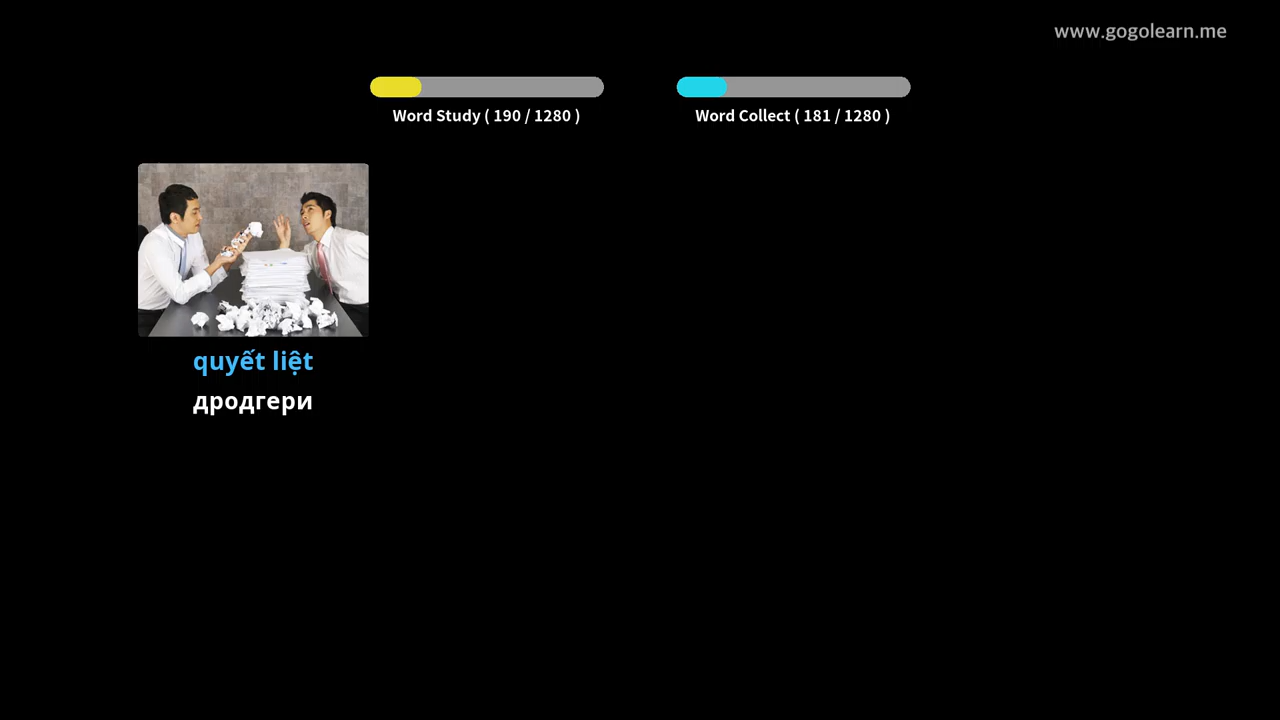 www.gogolearn.me
Word Study ( 190 / 1280 )
Word Collect ( 181 / 1280 )
quyết liệt
дродгери